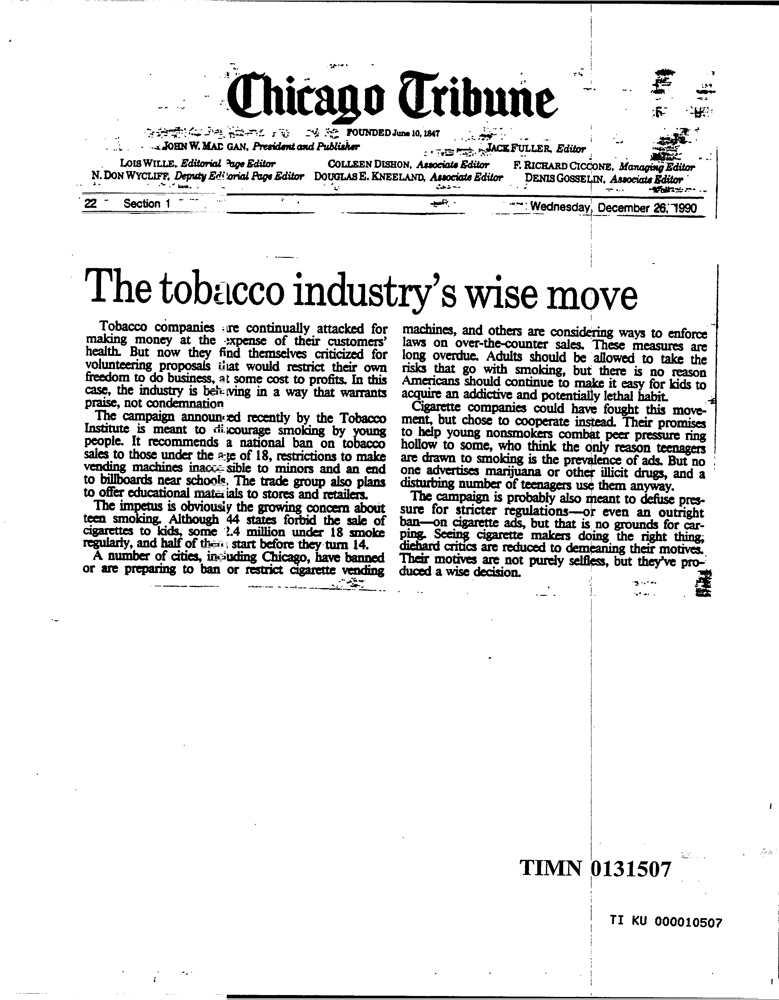 Chicago Tribune
FOUNDED June 10, 1847
JOHN W. MADIGAN, President and Publisher
JACK FULLER, Editor
LOIS WILLE, Editorial Page Editor
COLLEEN DISHON, Associate Editor
F. RICHARD CICCONE, Managing Editor
N. DON WYCLIFF, Deputy Editorial Page Editor
DOUGLAS E. KNEELAND, Associate Editor
DENIS GOSSELIN, Associate Editor
22 Section 1
Wednesday, December 26, 1990
The tobacco industry's wise move
Tobacco companies are continually attacked for
making money at the expense of their customers'
health. But now they find themselves criticized for
volunteering proposals that would restrict their own
freedom to do business, at some cost to profits. In this
case, the industry is behaving in a way that warrants
praise, not condemnation
The campaign announced recently by the Tobacco
Institute is meant to discourage smoking by young
people. It recommends a national ban on tobacco
sales to those under the age of 18, restrictions to make
vending machines inaccessible to minors and an end
to billboards near schools. The trade group also plans
to offer educational materials to stores and retailers.
The impetus is obviously the growing concern about
teen smoking. Although 44 states forbid the sale of
cigarettes to kids, some 2.4 million under 18 smoke
regularly, and half of them start before they turn 14.
A number of cities, including Chicago, have banned
or are preparing to ban or restrict cigarette vending
machines, and others are considering ways to enforce
laws on over-the-counter sales. These measures are
long overdue. Adults should be allowed to take the
risks that go with smoking, but there is no reason
Americans should continue to make it easy for kids to
acquire an addictive and potentially lethal habit.
Cigarette companies could have fought this move-
ment, but chose to cooperate instead. Their promises
to help young nonsmokers combat peer pressure ring
hollow to some, who think the only reason teenagers
are drawn to smoking is the prevalence of ads. But no
one advertises marijuana or other illicit drugs, and a
disturbing number of teenagers use them anyway.
The campaign is probably also meant to defuse pres-
sure for stricter regulations—or even an outright
ban—on cigarette ads, but that is no grounds for car-
ping. Seeing cigarette makers doing the right thing,
diehard critics are reduced to demeaning their motives.
Their motives are not purely selfless, but they've pro-
duced a wise decision.
TIMN 0131507
TI KU 000010507